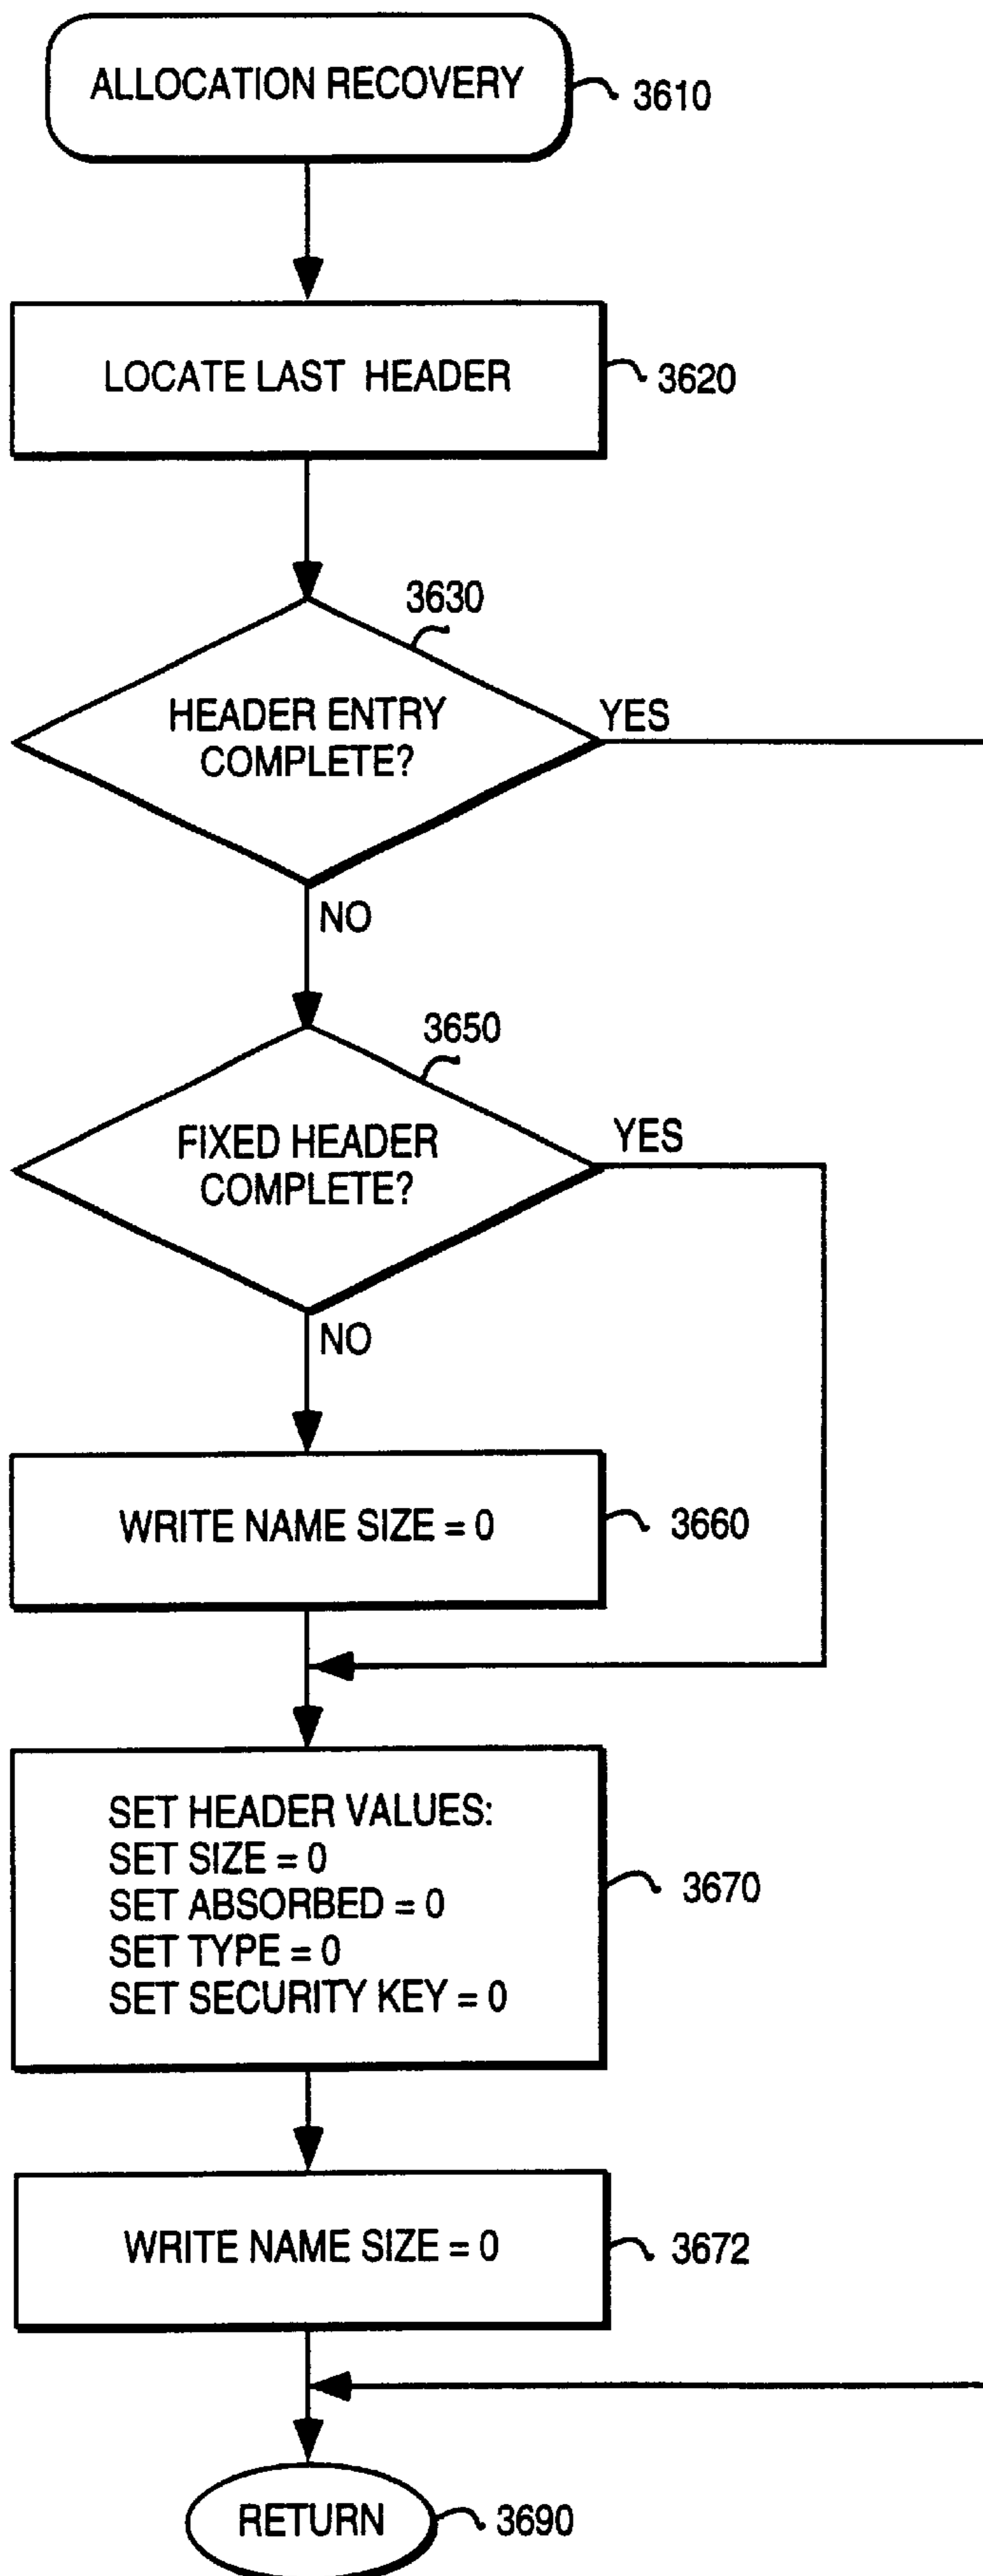 ALLOCATION RECOVERY
3610
LOCATE LAST HEADER
3620
3630
HEADER ENTRY
COMPLETE?
YES
NO
3650
FIXED HEADER
COMPLETE?
YES
NO
WRITE NAME SIZE = 0
3660
SET HEADER VALUES:
SET SIZE = 0
SET ABSORBED = 0
SET TYPE = 0
SET SECURITY KEY = 0
3670
WRITE NAME SIZE = 0
3672
RETURN
3690